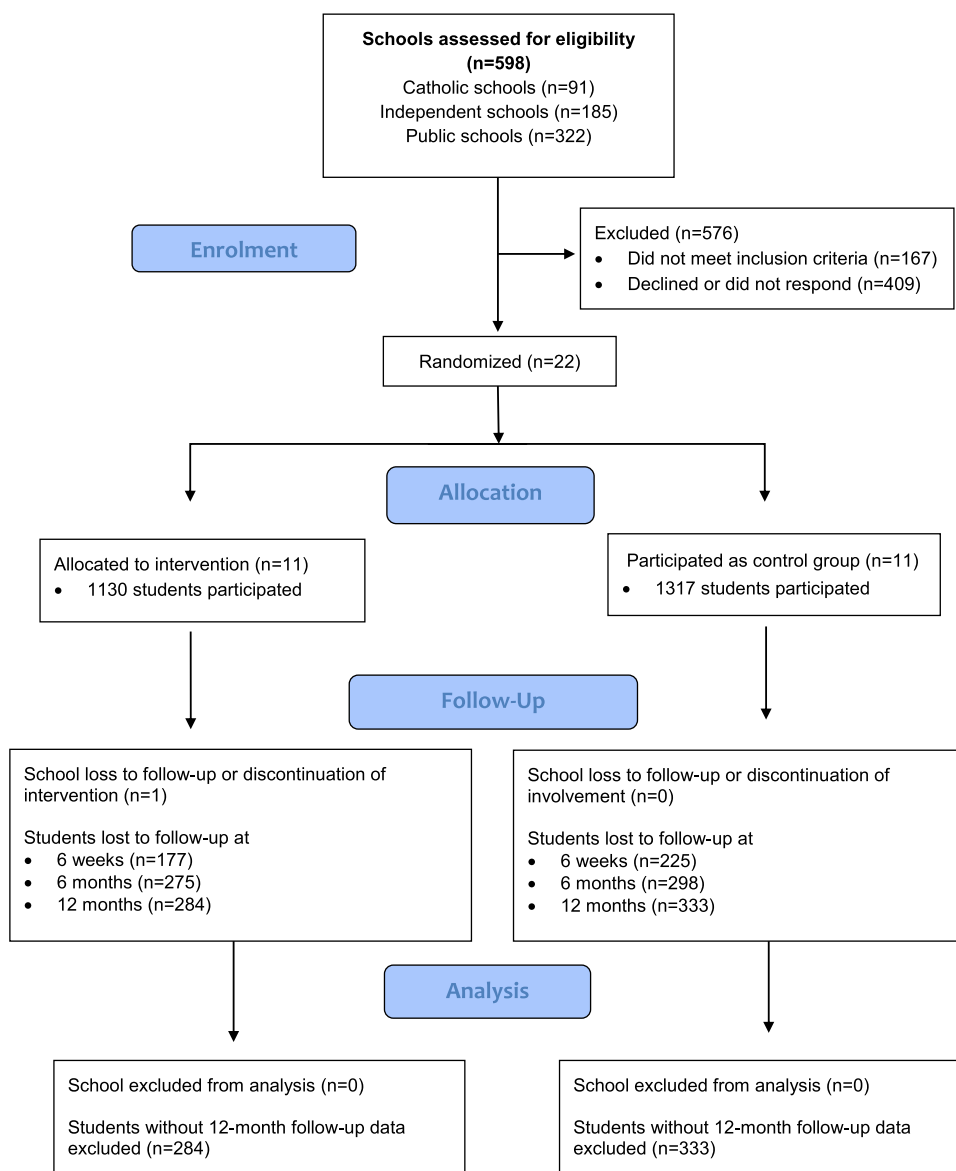 Schools assessed for eligibility
(n=598)
Catholic schools (n=91)
Independent schools (n=185)
Public schools (n=322)
Enrolment
Excluded (n=576)
• Did not meet inclusion criteria (n=167)
• Declined or did not respond (n=409)
Randomized (n=22)
Allocation
Allocated to intervention (n=11)
• 1130 students participated
Participated as control group (n=11)
• 1317 students participated
Follow-Up
School loss to follow-up or discontinuation of
intervention (n=1)
Students lost to follow-up at
• 6 weeks (n=177)
• 6 months (n=275)
• 12 months (n=284)
School loss to follow-up or discontinuation of
involvement (n=0)
Students lost to follow-up at
• 6 weeks (n=225)
• 6 months (n=298)
• 12 months (n=333)
Analysis
School excluded from analysis (n=0)
Students without 12-month follow-up data
excluded (n=284)
School excluded from analysis (n=0)
Students without 12-month follow-up data
excluded (n=333)